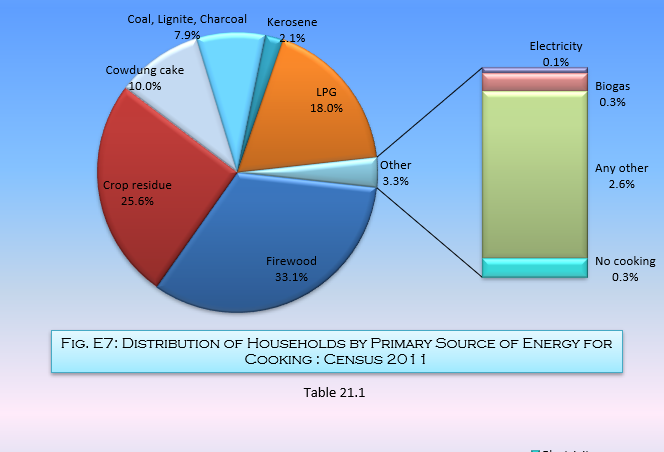 Coal, Lignite, Charcoal
7.9%
Kerosene
2.1%
Cowdung cake
10.0%
LPG
18.0%
Other
3.3%
Crop residue
25.6%
Firewood
33.1%
Electricity
0.1%
Biogas
0.3%
Any other
2.6%
No cooking
0.3%
Fig. E7: Distribution of Households by Primary Source of Energy for
Cooking : Census 2011
Table 21.1